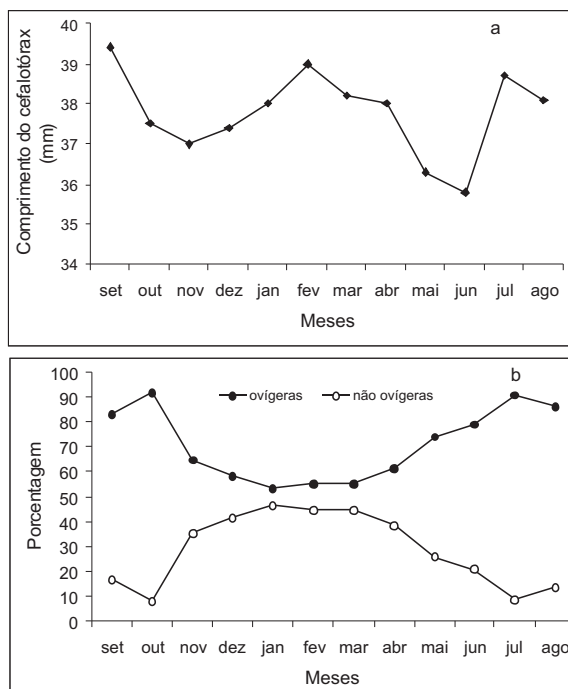 a
Comprimento do cefalotórax
(mm)
40
39
38
37
36
35
34
set out nov dez jan fev mar abr mai jun jul ago
Meses
b
ovígeras não ovígeras
Porcentagem
100
90
80
70
60
50
40
30
20
10
0
set out nov dez jan fev mar abr mai jun jul ago
Meses